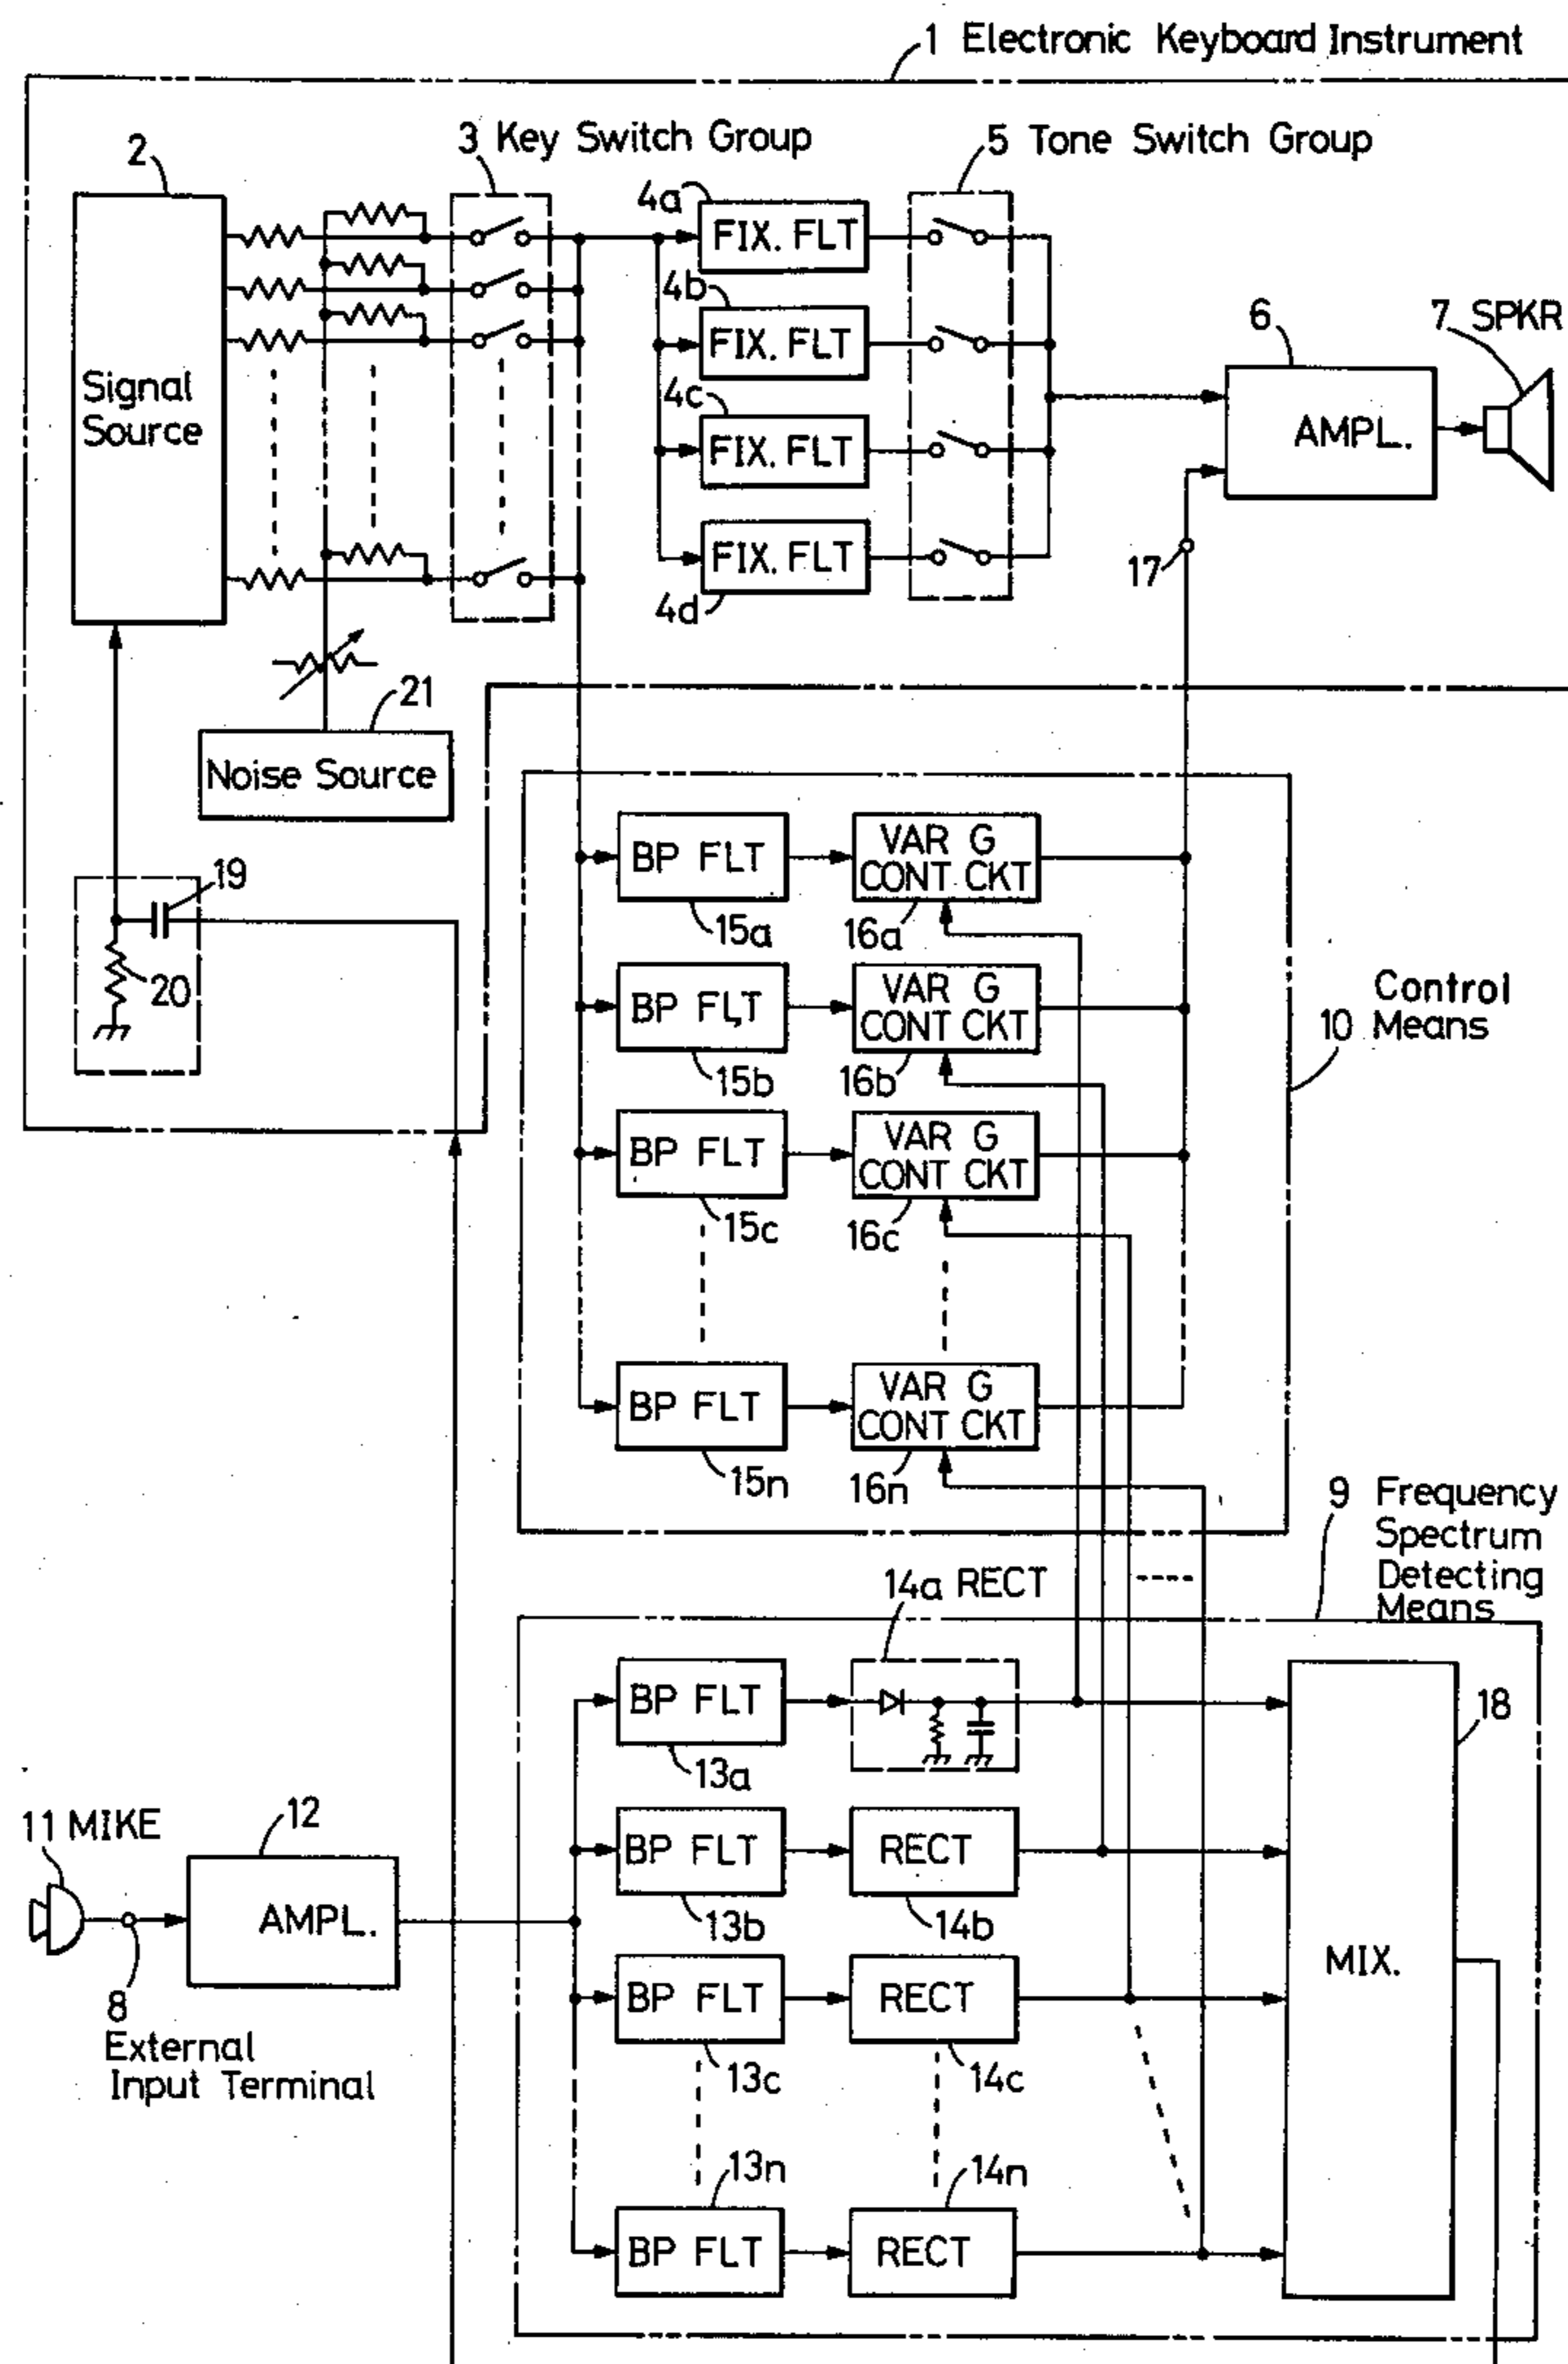 1 Electronic Keyboard Instrument
2
3 Key Switch Group
5 Tone Switch Group
4a
FIX. FLT
4b
FIX. FLT
4c
FIX. FLT
FIX. FLT
4d
Signal
Source
6
7 SPKR
AMPL.
17
21
Noise Source
19
20
BP FLT
VAR G
CONT CKT
15a
16a
BP FLT
VAR G
CONT CKT
15b
16b
Control
10 Means
BP FLT
VAR G
CONT CKT
15c
16c
BP FLT
VAR G
CONT CKT
15n
16n
9 Frequency
Spectrum
Detecting
Means
14a RECT
BP FLT
13a
18
11 MIKE
12
AMPL.
8
External
Input Terminal
BP FLT
RECT
13b
14b
BP FLT
RECT
13c
14c
MIX.
13n
14n
BP FLT
RECT